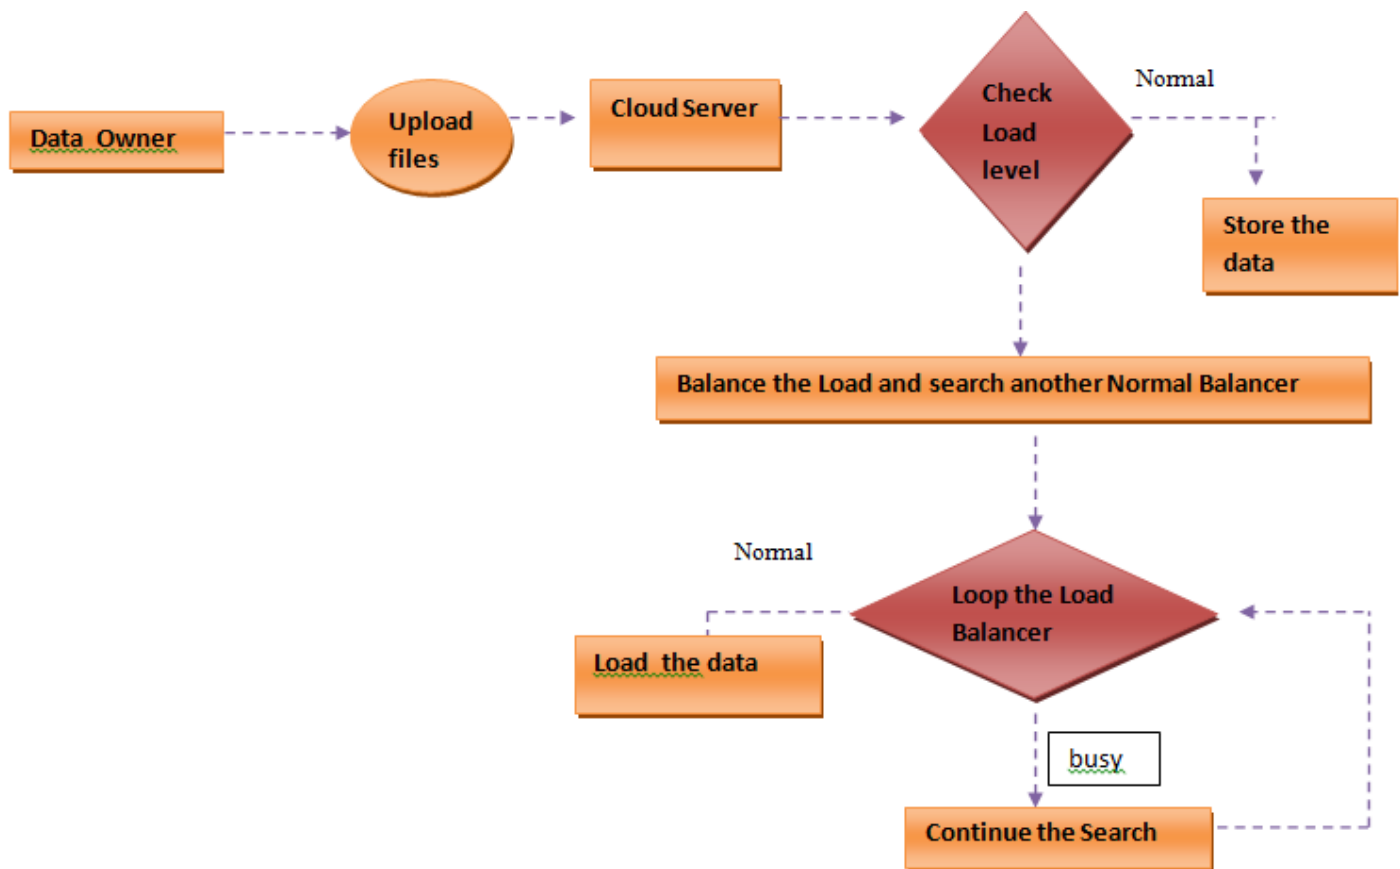 Data Owner
Upload
files
Cloud Server
Check
Load
level
Normal
Store the
data
Balance the Load and search another Normal Balancer
Normal
Loop the Load
Balancer
Load the data
busy
Continue the Search